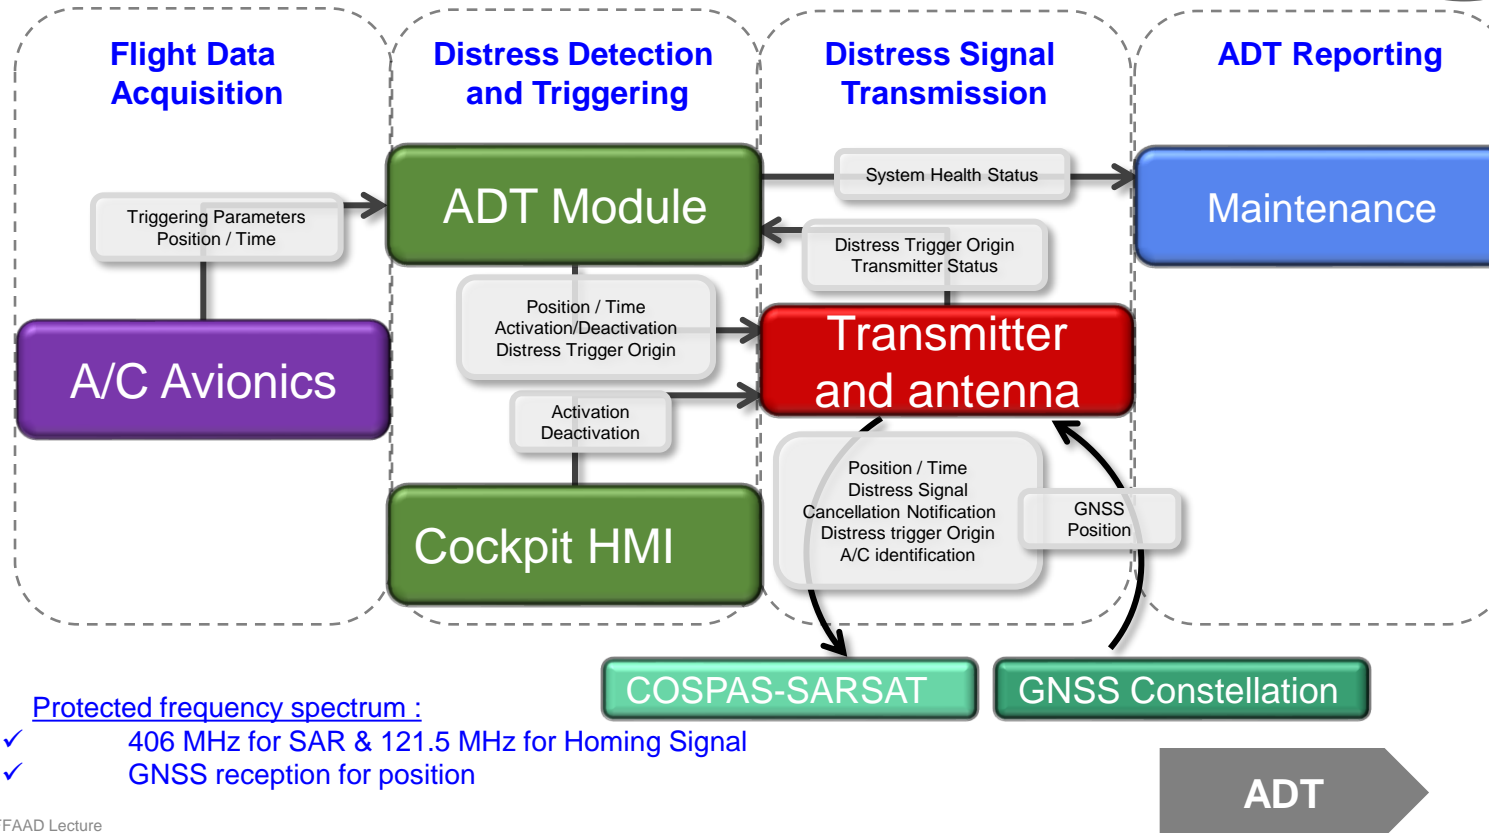 Flight Data
Acquisition
Distress Detection
and Triggering
Distress Signal
Transmission
ADT Reporting
System Health Status
ADT Module
Maintenance
Triggering Parameters
Position / Time
Distress Trigger Origin
Transmitter Status
Position / Time
Activation/Deactivation
Distress Trigger Origin
Transmitter
and antenna
A/C Avionics
Activation
Deactivation
Position / Time
Distress Signal
Cancellation Notification
Distress trigger Origin
A/C identification
GNSS
Position
Cockpit HMI
COSPAS-SARSAT
GNSS Constellation
Protected frequency spectrum :
✓ 406 MHz for SAR & 121.5 MHz for Homing Signal
✓ GNSS reception for position
ADT
FFAAD Lecture